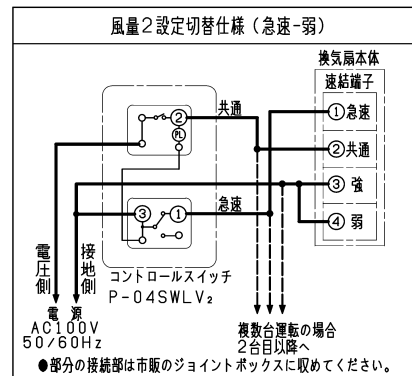 風量2設定切替仕様（急速-弱）
換気扇本体
速結端子
①急速
②共通
③強
④弱
共通
②
PL
急速
③
①
電圧側
接地側
コントロールスイッチ
P-04SWLV₂
電源
AC100V
50/60Hz
複数台運転の場合
2台目以降へ
●部分の接続部は市販のジョイントボックスに収めてください。